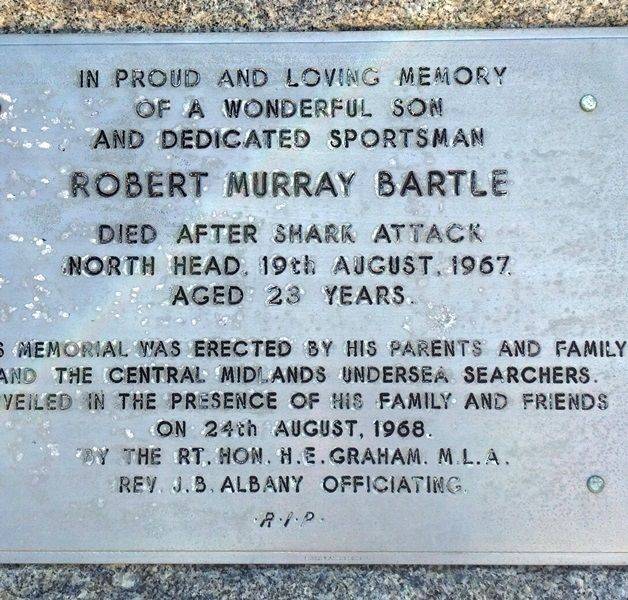 IN PROUD AND LOVING MEMORY
OF A WONDERFUL SON
AND DEDICATED SPORTSMAN
ROBERT MURRAY BARTLE
DIED AFTER SHARK ATTACK
NORTH HEAD, 19th AUGUST, 1967.
AGED 23 YEARS.
S MEMORIAL WAS ERECTED BY HIS PARENTS AND FAMILY
AND THE CENTRAL MIDLANDS UNDERSEA SEARCHERS.
VEILED IN THE PRESENCE OF HIS FAMILY AND FRIENDS
ON 24th AUGUST, 1968.
BY THE RT. HON. H.E. GRAHAM. M.L.A.
REV. J.B. ALBANY OFFICIATING.
·R·I·P·